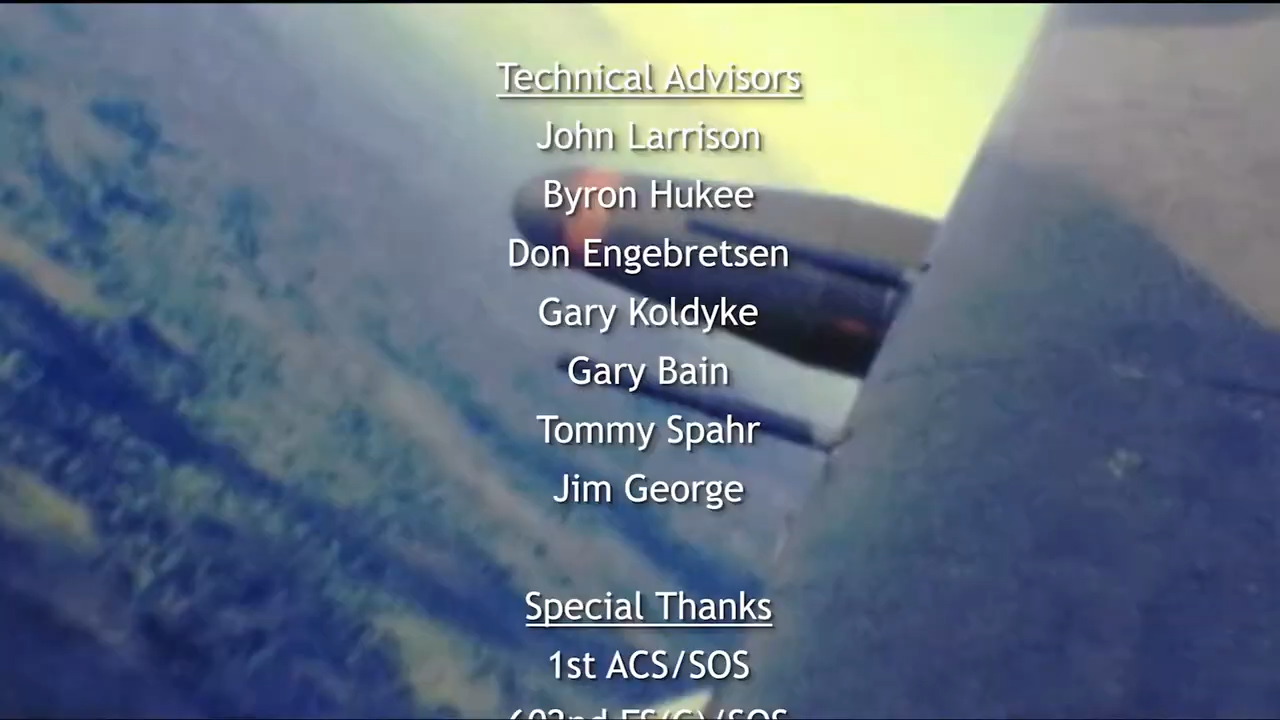 Technical Advisors
John Larrison
Byron Hukee
Don Engebretsen
Gary Koldyke
Gary Bain
Tommy Spahr
Jim George
Special Thanks
1st ACS/SOS